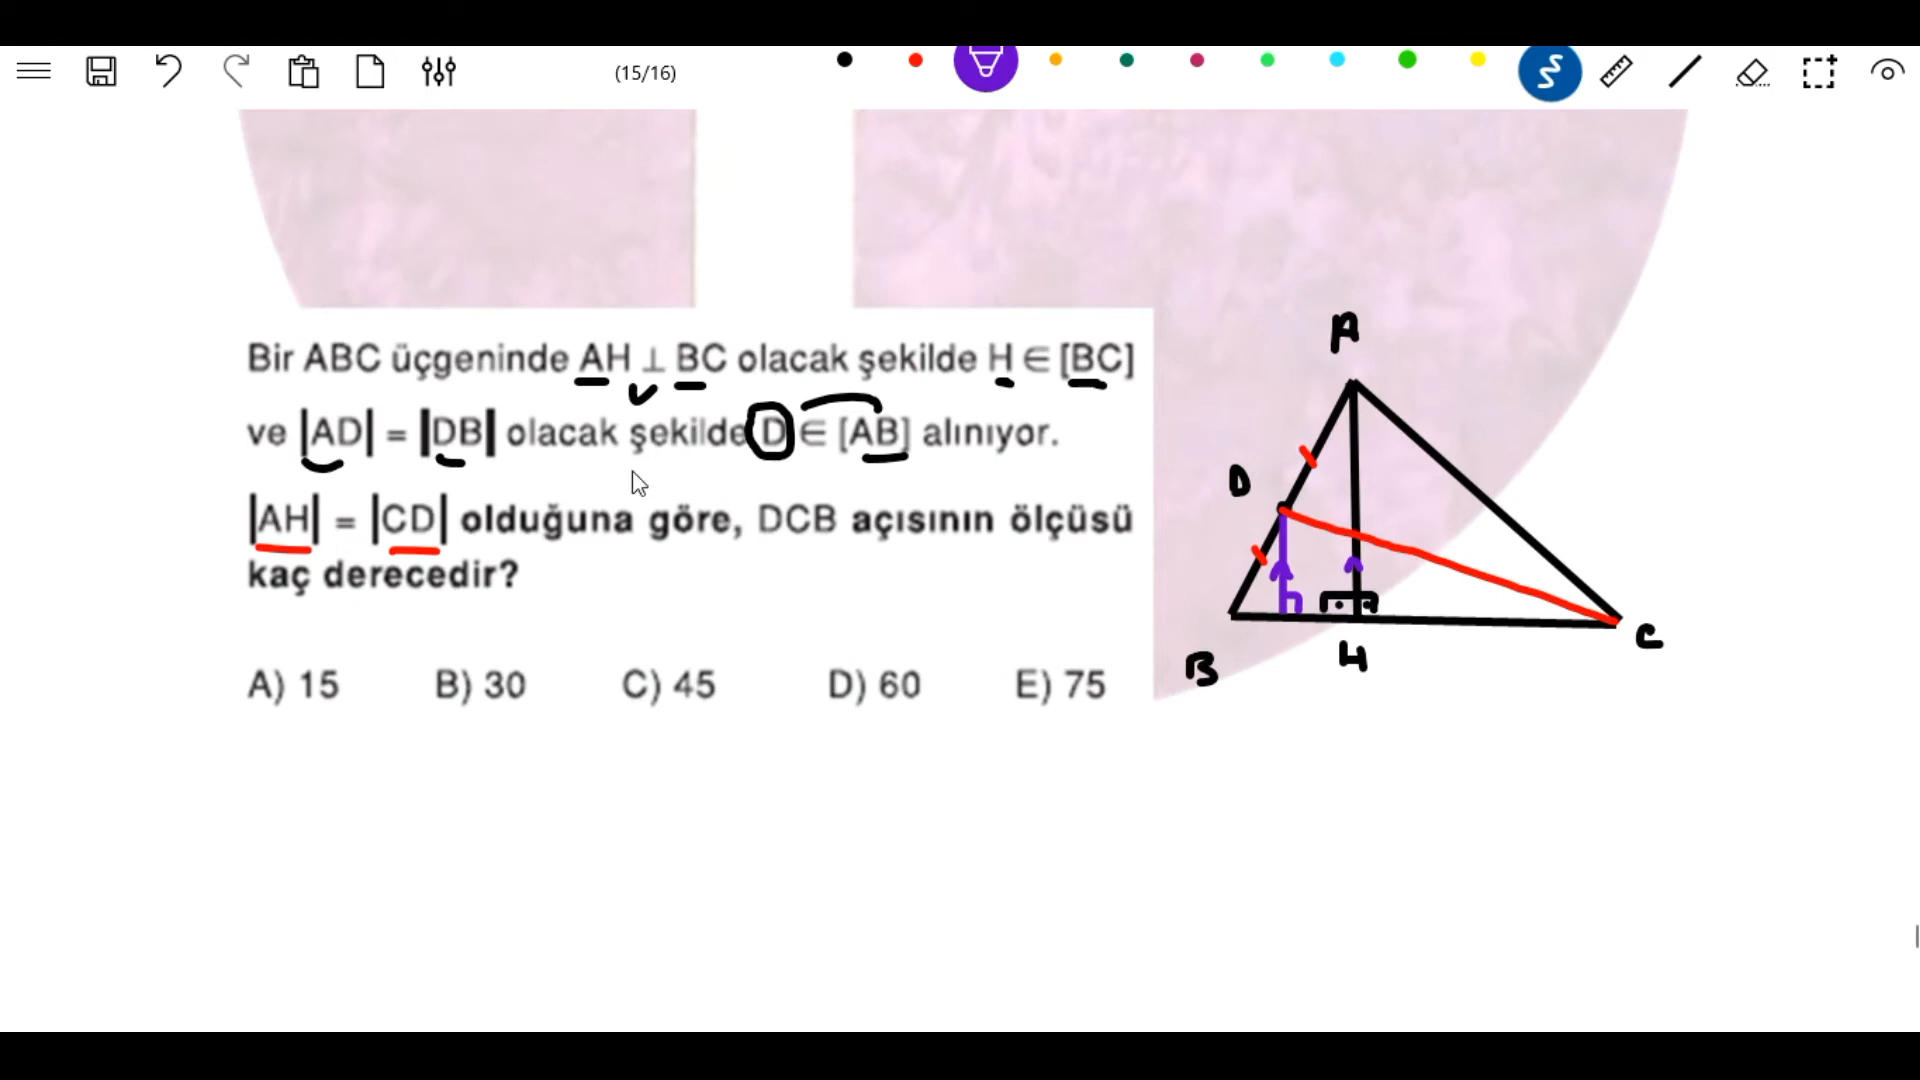 (15/16)
Bir ABC üçgeninde AH ⊥ BC olacak şekilde H ∈ [BC]
ve |AD| = |DB| olacak şekilde D ∈ [AB] alınıyor.
|AH| = |CD| olduğuna göre, DCB açısının ölçüsü
kaç derecedir?
A) 15 B) 30 C) 45 D) 60 E) 75
A
D
B
H
C